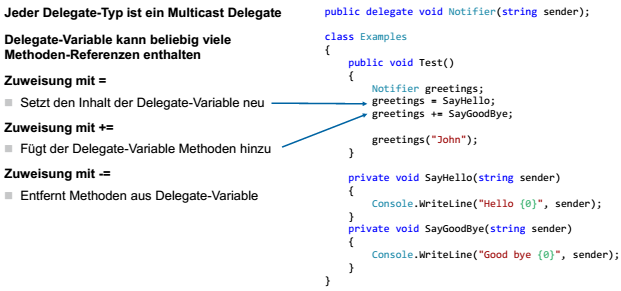 Jeder Delegate-Typ ist ein Multicast Delegate
Delegate-Variable kann beliebig viele
Methoden-Referenzen enthalten
Zuweisung mit =
Setzt den Inhalt der Delegate-Variable neu
Zuweisung mit +=
Fügt der Delegate-Variable Methoden hinzu
Zuweisung mit -=
Entfernt Methoden aus Delegate-Variable
public delegate void Notifier(string sender);
class Examples
{
public void Test()
{
Notifier greetings;
greetings = SayHello;
greetings += SayGoodBye;
greetings("John");
}
private void SayHello(string sender)
{
Console.WriteLine("Hello {0}", sender);
}
private void SayGoodBye(string sender)
{
Console.WriteLine("Good bye {0}", sender);
}
}